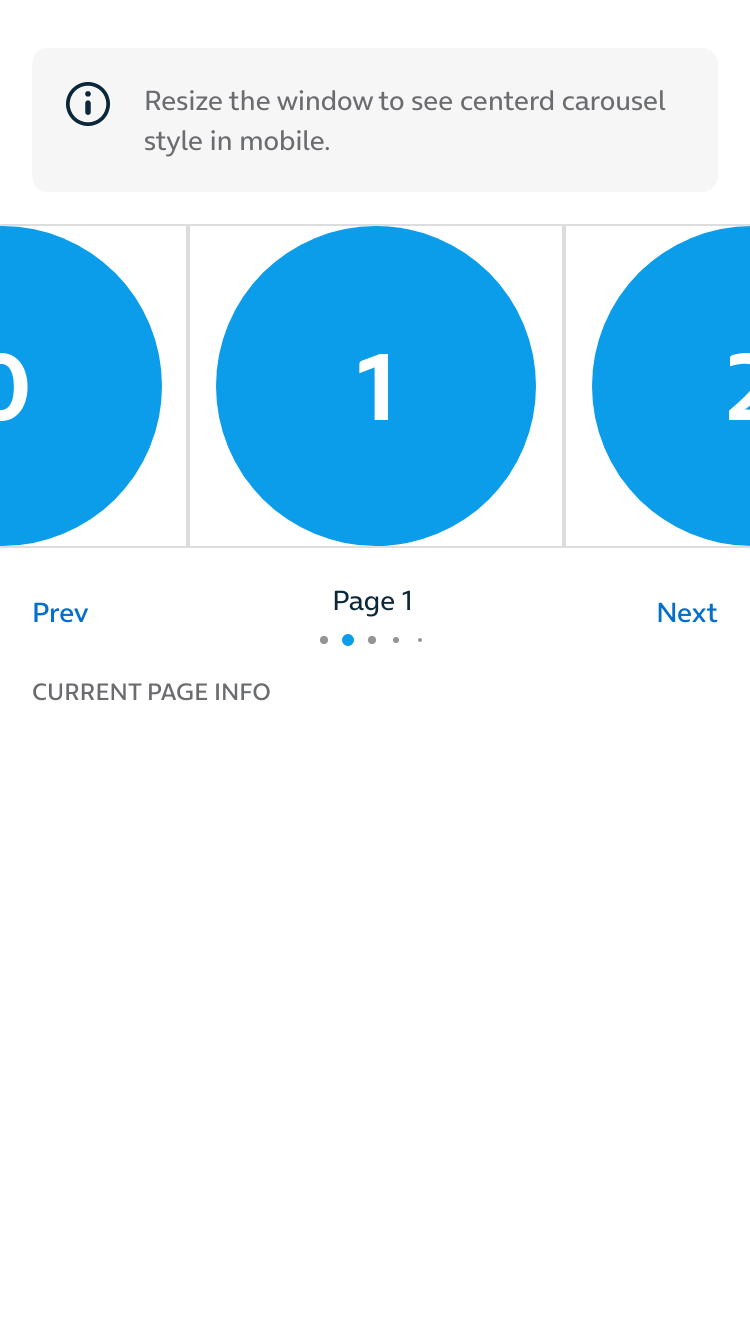 Resize the window to see centerd carousel
style in mobile.
0 1 2
Prev Page 1 Next
CURRENT PAGE INFO